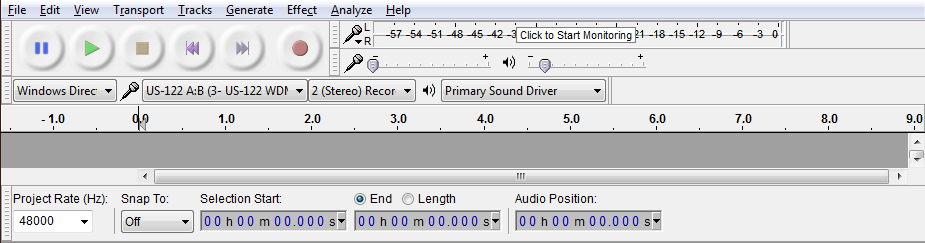 File Edit View Transport Tracks Generate Effect Analyze Help
L
-57 -54 -51 -48 -45 -42 -3 Click to Start Monitoring 21 -18 -15 -12 -9 -6 -3 0
R
- + - +
Windows Direc US-122 A:B (3- US-122 WDM 2 (Stereo) Recor Primary Sound Driver
- 1.0 0.0 1.0 2.0 3.0 4.0 5.0 6.0 7.0 8.0 9.0
Project Rate (Hz): Snap To: Selection Start: End Length Audio Position:
48000 Off 00 h 00 m 00.000 s 00 h 00 m 00.000 s 00 h 00 m 00.000 s